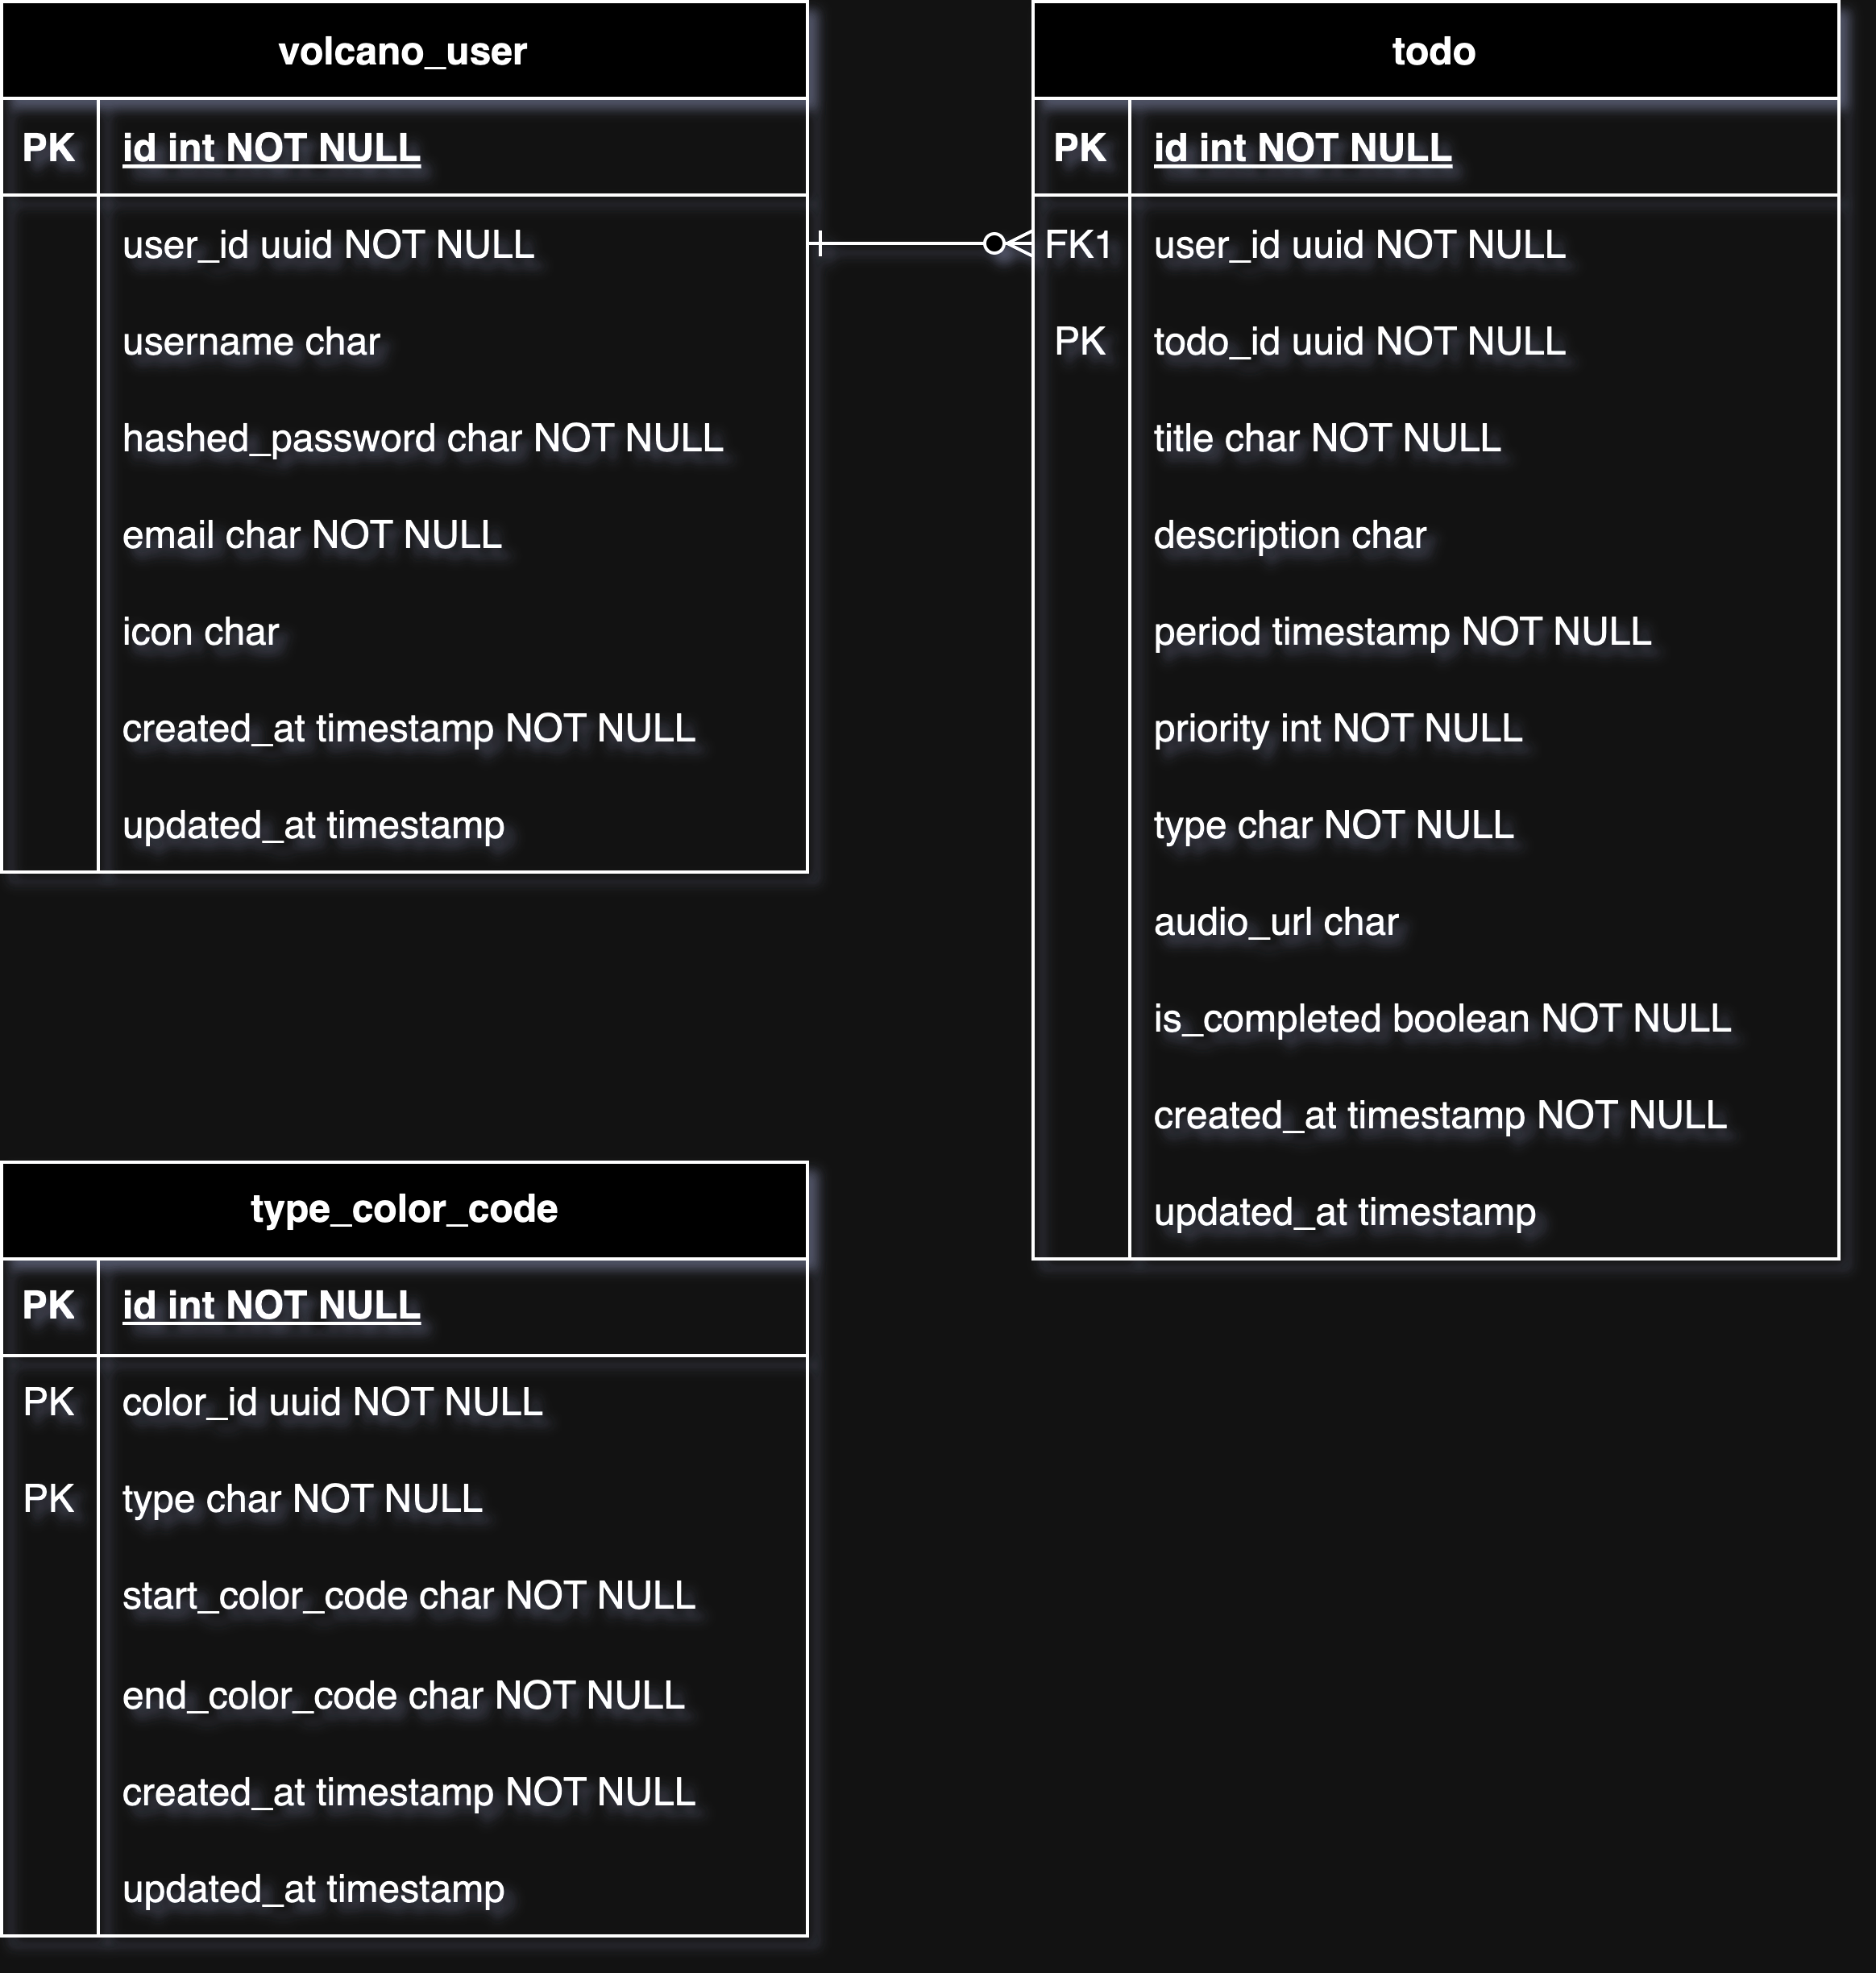 volcano_user
PK id int NOT NULL
user_id uuid NOT NULL
username char
hashed_password char NOT NULL
email char NOT NULL
icon char
created_at timestamp NOT NULL
updated_at timestamp
todo
PK id int NOT NULL
FK1 user_id uuid NOT NULL
PK todo_id uuid NOT NULL
title char NOT NULL
description char
period timestamp NOT NULL
priority int NOT NULL
type char NOT NULL
audio_url char
is_completed boolean NOT NULL
created_at timestamp NOT NULL
updated_at timestamp
type_color_code
PK id int NOT NULL
PK color_id uuid NOT NULL
PK type char NOT NULL
start_color_code char NOT NULL
end_color_code char NOT NULL
created_at timestamp NOT NULL
updated_at timestamp